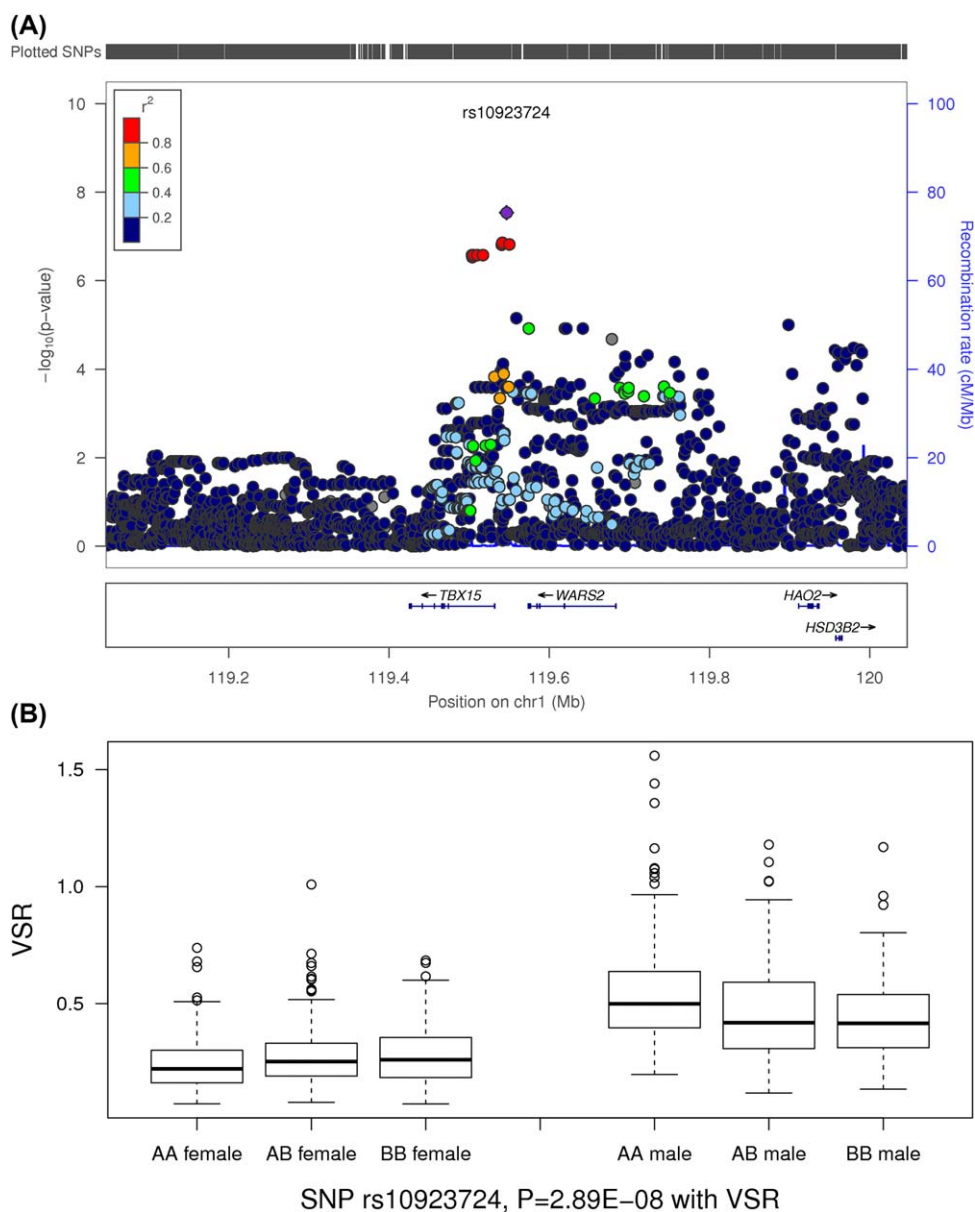 (A)
Plotted SNPs
10
8
6
4
2
0
−log10(p-value)
r2
0.8
0.6
0.4
0.2
rs10923724
100
80
60
40
20
0
Recombination rate (cM/Mb)
←TBX15
←WARS2
HAO2→
HSD3B2→
119.2 119.4 119.6 119.8 120
Position on chr1 (Mb)
(B)
1.5
1.0
0.5
VSR
AA female AB female BB female AA male AB male BB male
SNP rs10923724, P=2.89E−08 with VSR